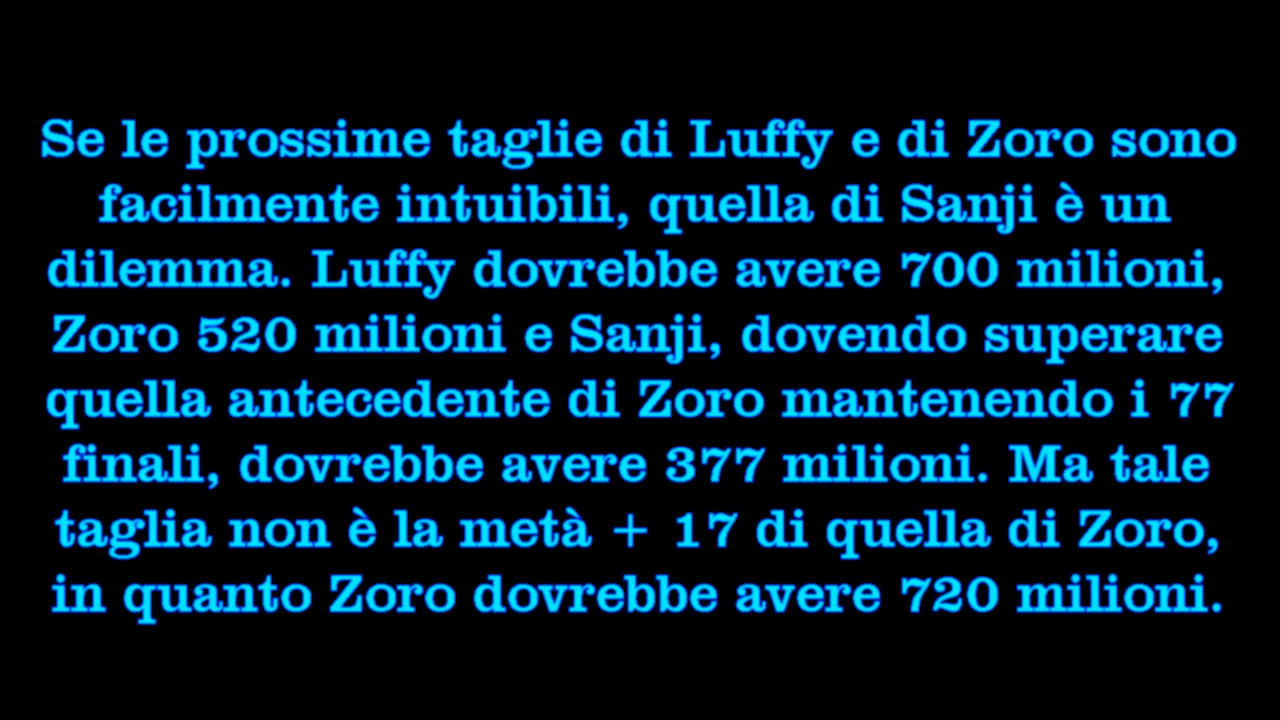 Se le prossime taglie di Luffy e di Zoro sono
facilmente intuibili, quella di Sanji è un
dilemma. Luffy dovrebbe avere 700 milioni,
Zoro 520 milioni e Sanji, dovendo superare
quella antecedente di Zoro mantenendo i 77
finali, dovrebbe avere 377 milioni. Ma tale
taglia non è la metà + 17 di quella di Zoro,
in quanto Zoro dovrebbe avere 720 milioni.